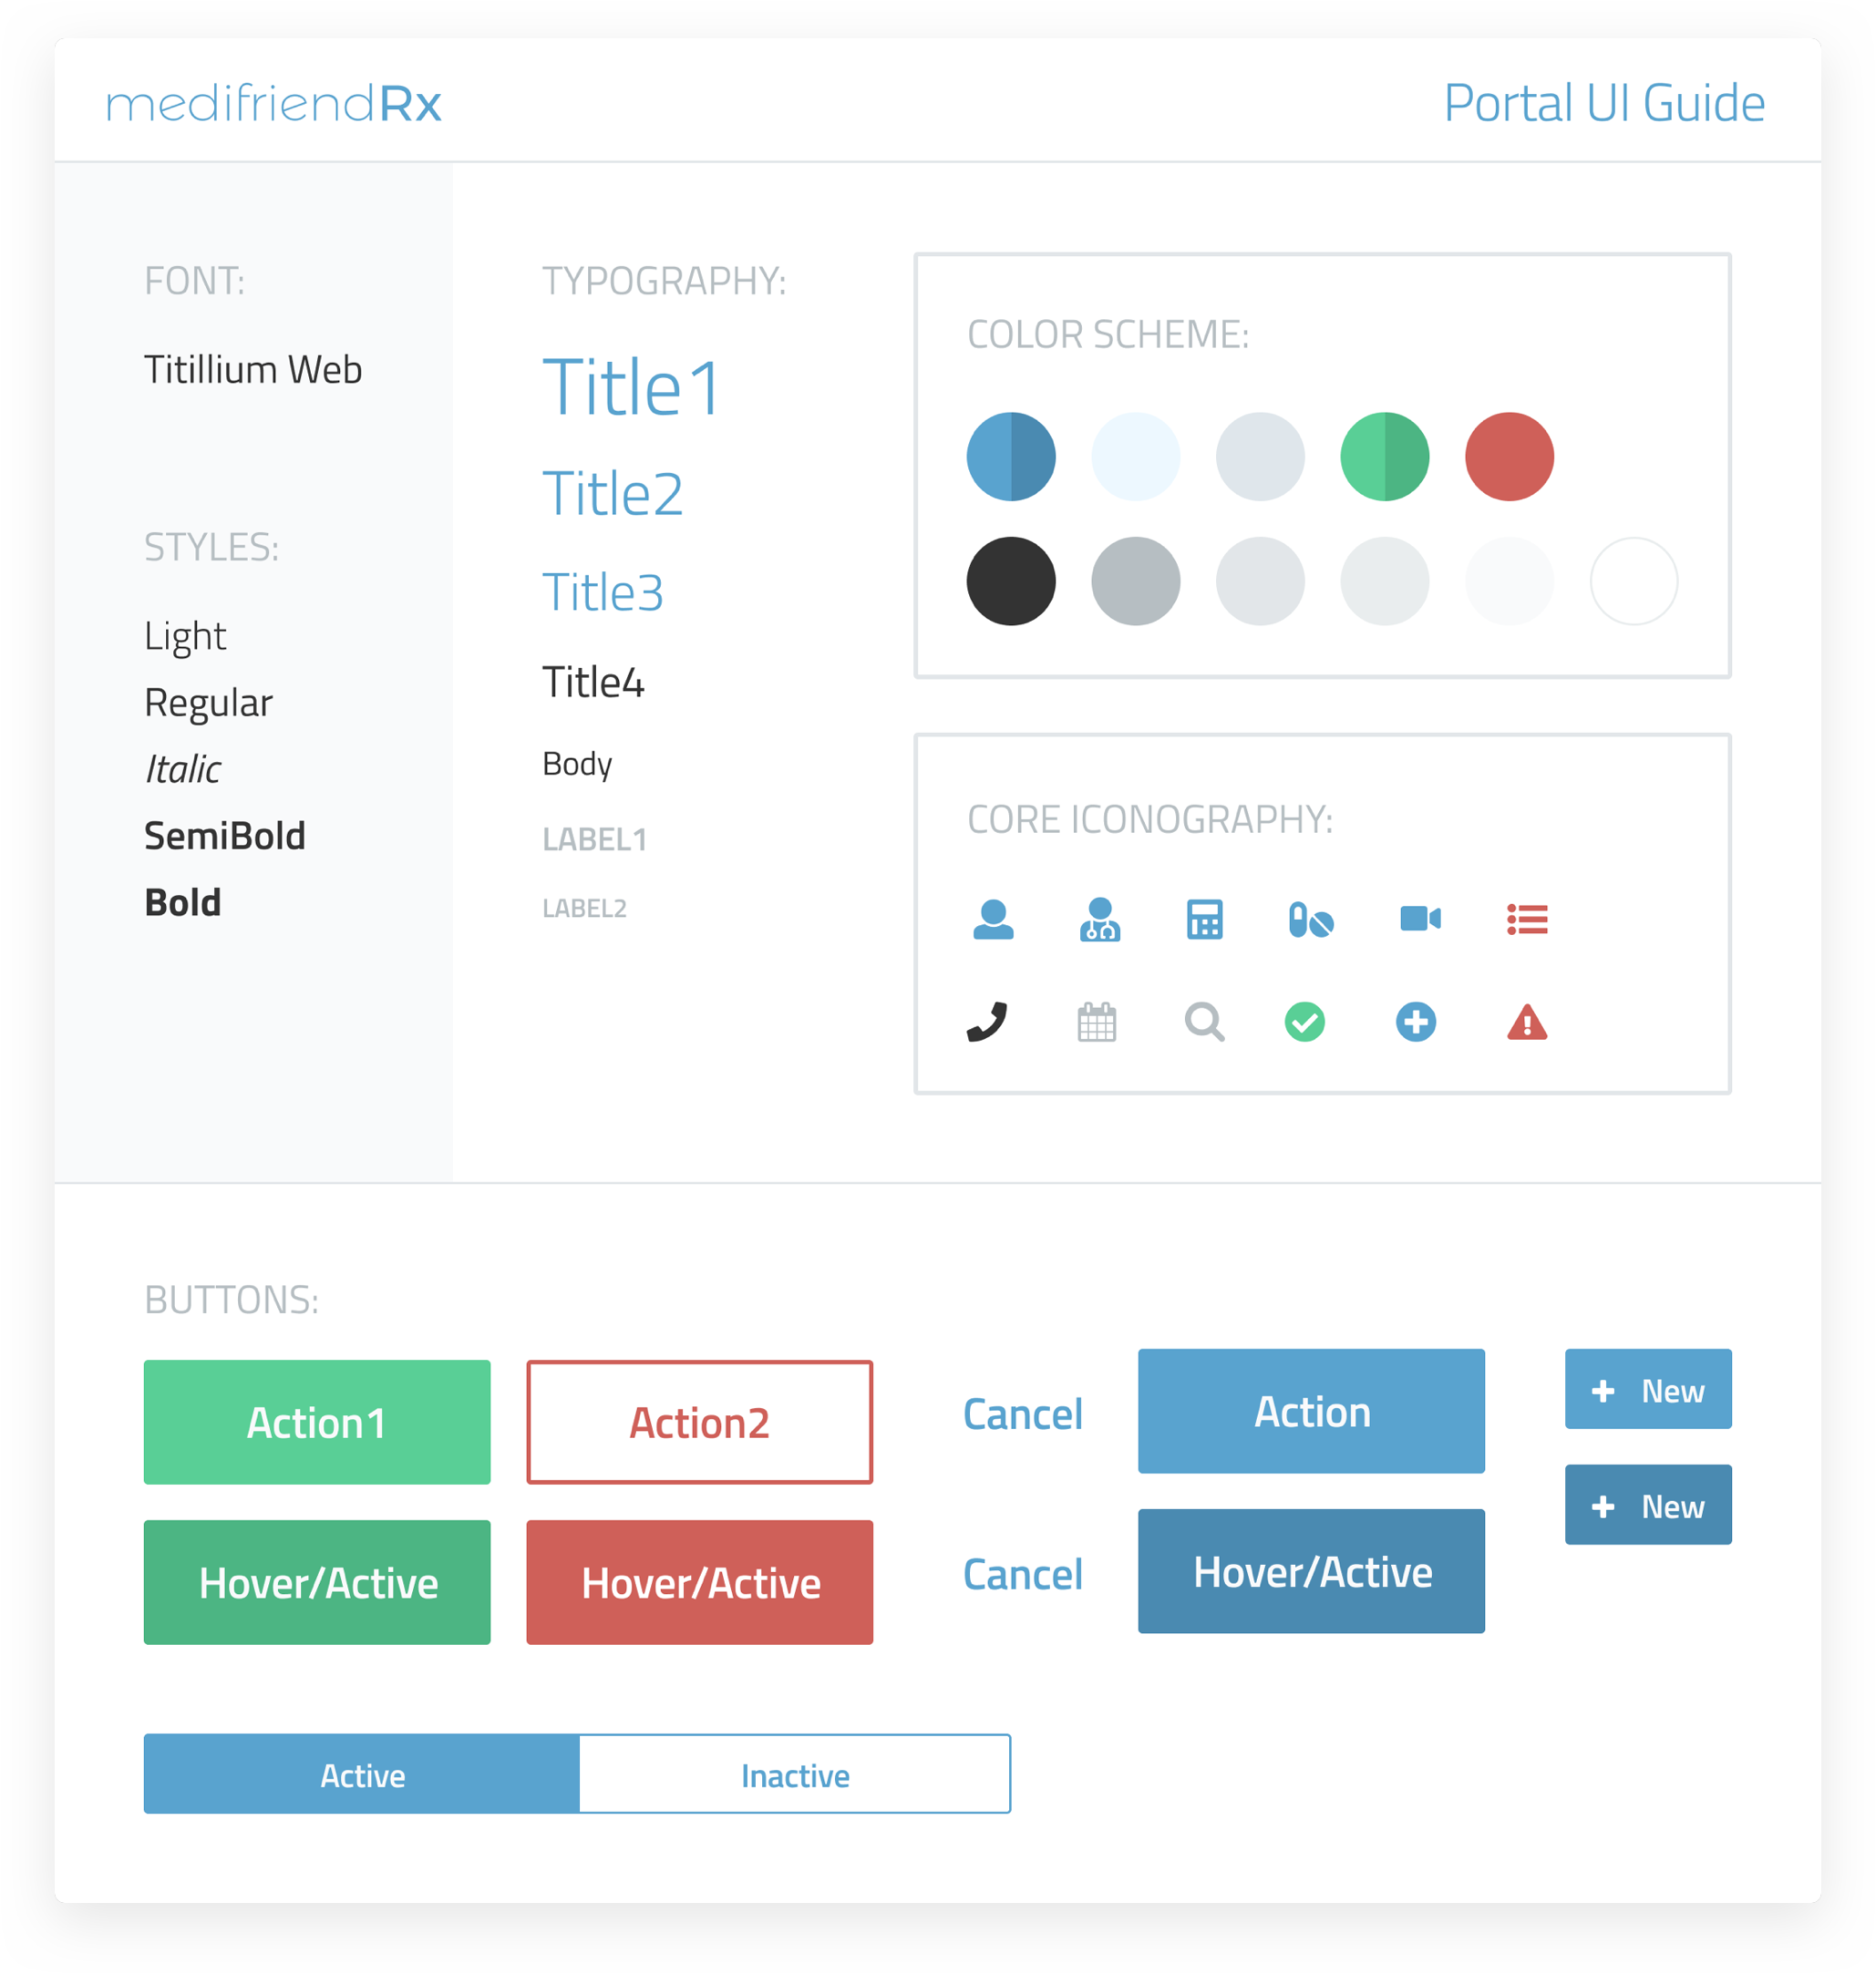 medifriendRx
Portal UI Guide
FONT:
Titillium Web
STYLES:
Light
Regular
Italic
SemiBold
Bold
TYPOGRAPHY:
Title1
Title2
Title3
Title4
Body
LABEL1
LABEL2
COLOR SCHEME:
CORE ICONOGRAPHY:
BUTTONS:
Action1
Action2
Cancel
Action
+ New
Hover/Active
Hover/Active
Cancel
Hover/Active
+ New
Active
Inactive